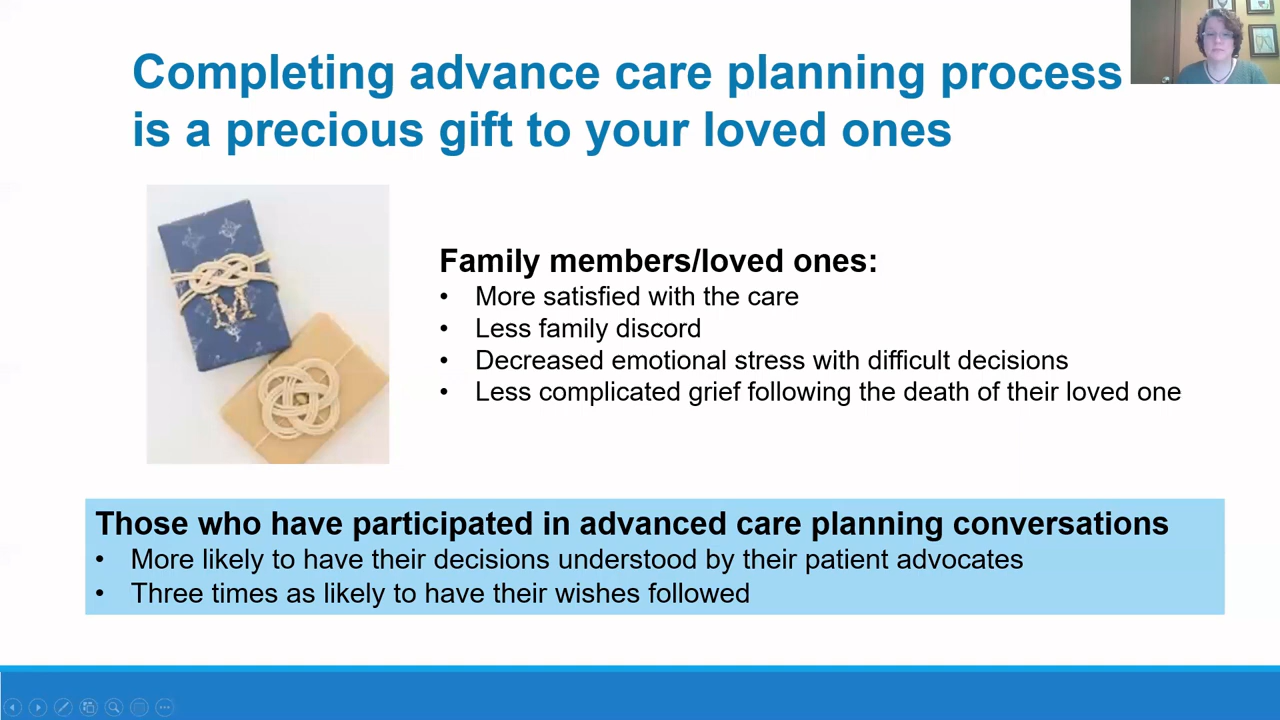 Completing advance care planning process
is a precious gift to your loved ones
M
Family members/loved ones:
• More satisfied with the care
• Less family discord
• Decreased emotional stress with difficult decisions
• Less complicated grief following the death of their loved one
Those who have participated in advanced care planning conversations
• More likely to have their decisions understood by their patient advocates
• Three times as likely to have their wishes followed